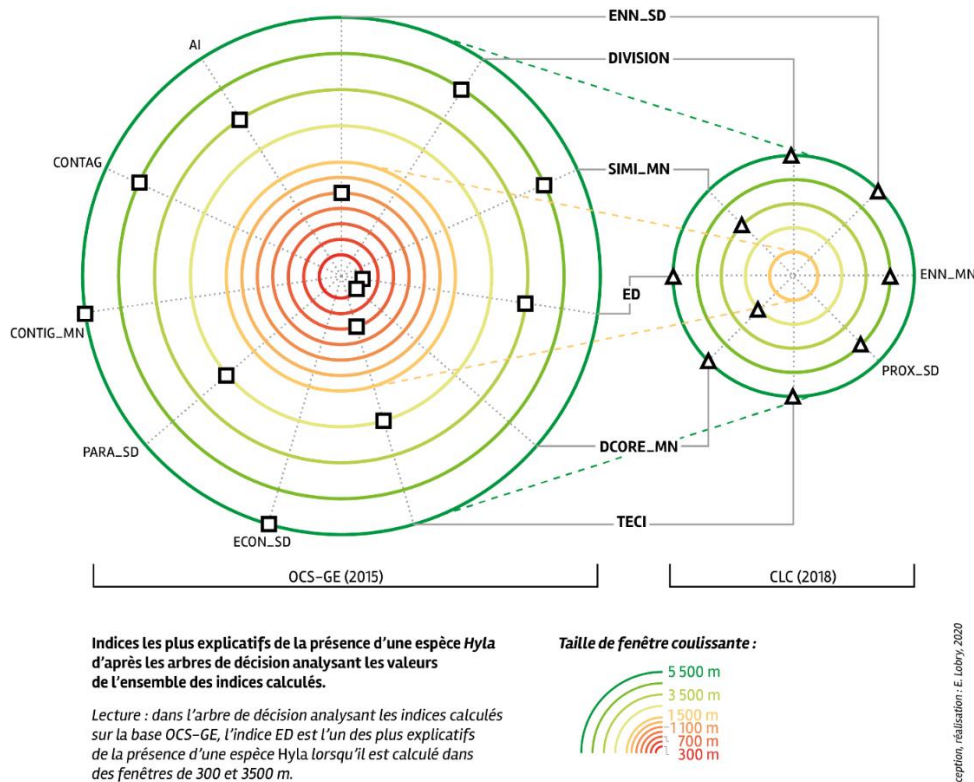 ENN_SD
AI
DIVISION
CONTAG
SIMI_MN
ENN_MN
ED
CONTIG_MN
PROX_SD
PARA_SD
DCORE_MN
TECI
ECON_SD
OCS-GE (2015)
CLC (2018)
Indices les plus explicatifs de la présence d'une espèce Hyla
d'après les arbres de décision analysant les valeurs
de l'ensemble des indices calculés.
Lecture : dans l'arbre de décision analysant les indices calculés
sur la base OCS-GE, l'indice ED est l'un des plus explicatifs
de la présence d'une espèce Hyla lorsqu'il est calculé dans
des fenêtres de 300 et 3500 m.
Taille de fenêtre coulissante :
5 500 m
3 500 m
1 500 m
1 100 m
700 m
300 m
réalisation : E. Lobry, 2020